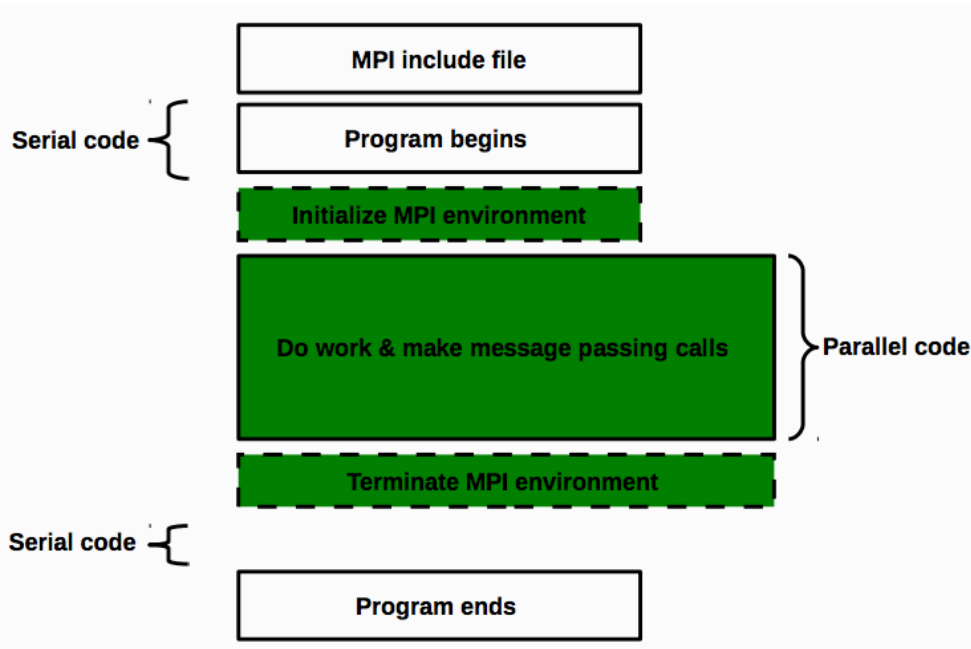 MPI include file
Serial code
Program begins
Initialize MPI environment
Do work & make message passing calls
Parallel code
Terminate MPI environment
Serial code
Program ends